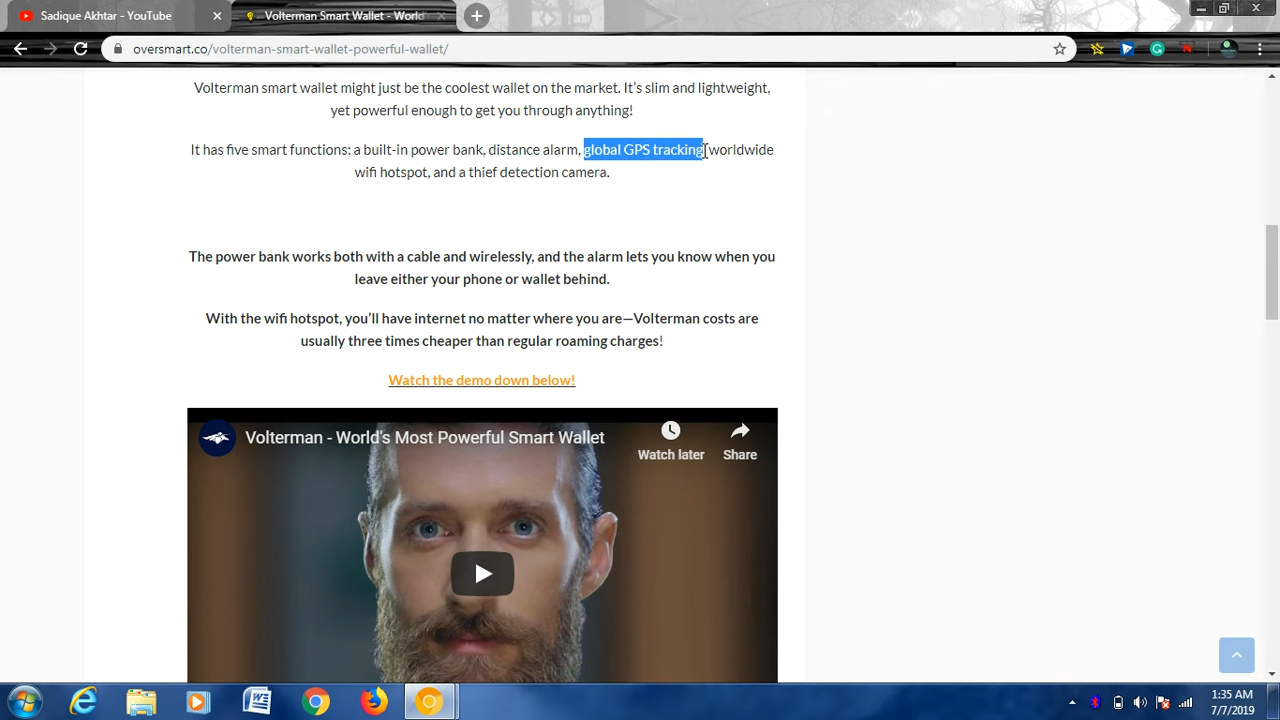 Sadique Akhtar - YouTube
Volterman Smart Wallet - World
oversmart.co/volterman-smart-wallet-powerful-wallet/
Volterman smart wallet might just be the coolest wallet on the market. It's slim and lightweight,
yet powerful enough to get you through anything!
It has five smart functions: a built-in power bank, distance alarm, global GPS tracking, worldwide
wifi hotspot, and a thief detection camera.
The power bank works both with a cable and wirelessly, and the alarm lets you know when you
leave either your phone or wallet behind.
With the wifi hotspot, you'll have internet no matter where you are—Volterman costs are
usually three times cheaper than regular roaming charges!
Watch the demo down below!
Volterman - World's Most Powerful Smart Wallet
Watch later
Share
1:35 AM
7/7/2019